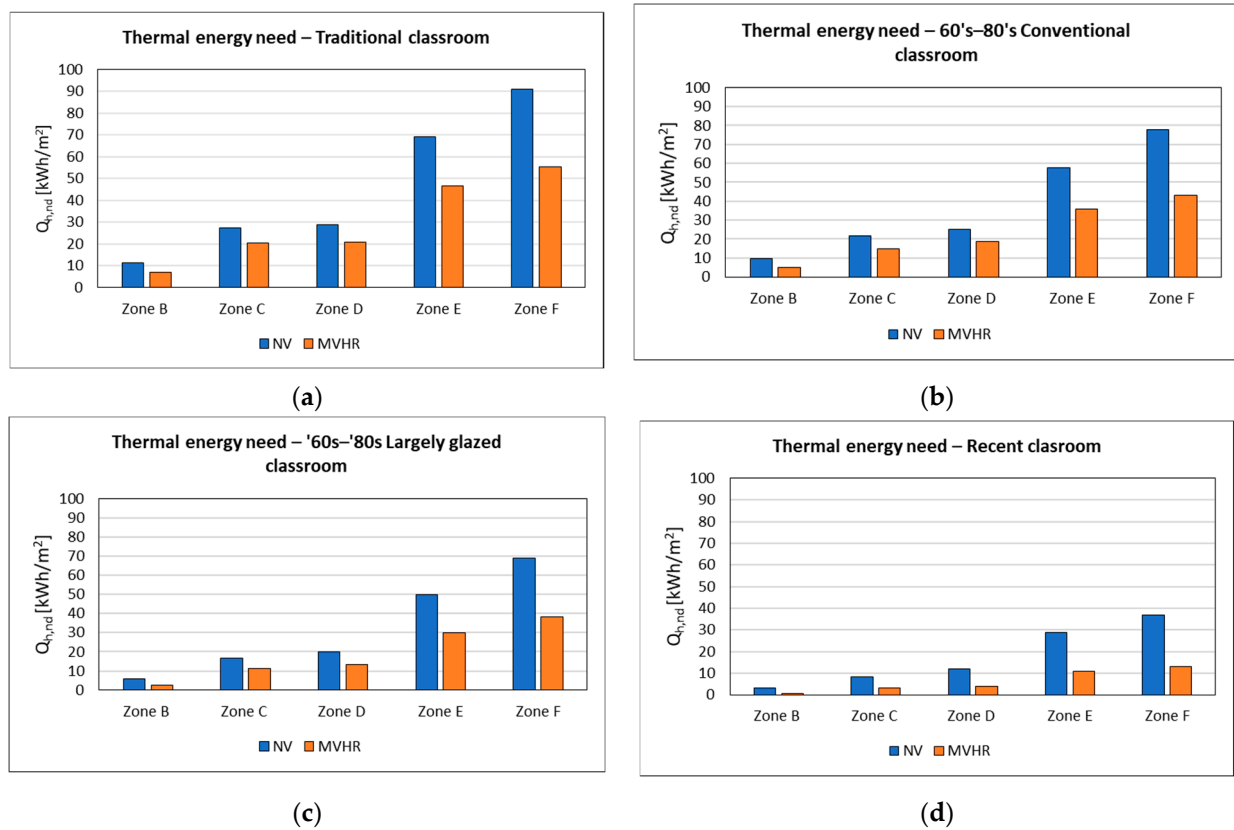 Thermal energy need – Traditional classroom
Q_h,nd [kWh/m²]
100
90
80
70
60
50
40
30
20
10
0
Zone B Zone C Zone D Zone E Zone F
NV MVHR
(a)
Thermal energy need – 60's–80's Conventional
classroom
Q_h,nd [kWh/m²]
100
90
80
70
60
50
40
30
20
10
0
Zone B Zone C Zone D Zone E Zone F
NV MVHR
(b)
Thermal energy need – '60s–'80s Largely glazed
classroom
Q_h,nd [kWh/m²]
100
90
80
70
60
50
40
30
20
10
0
Zone B Zone C Zone D Zone E Zone F
NV MVHR
(c)
Thermal energy need – Recent clasroom
Q_h,nd [kWh/m²]
100
90
80
70
60
50
40
30
20
10
0
Zone B Zone C Zone D Zone E Zone F
NV MVHR
(d)